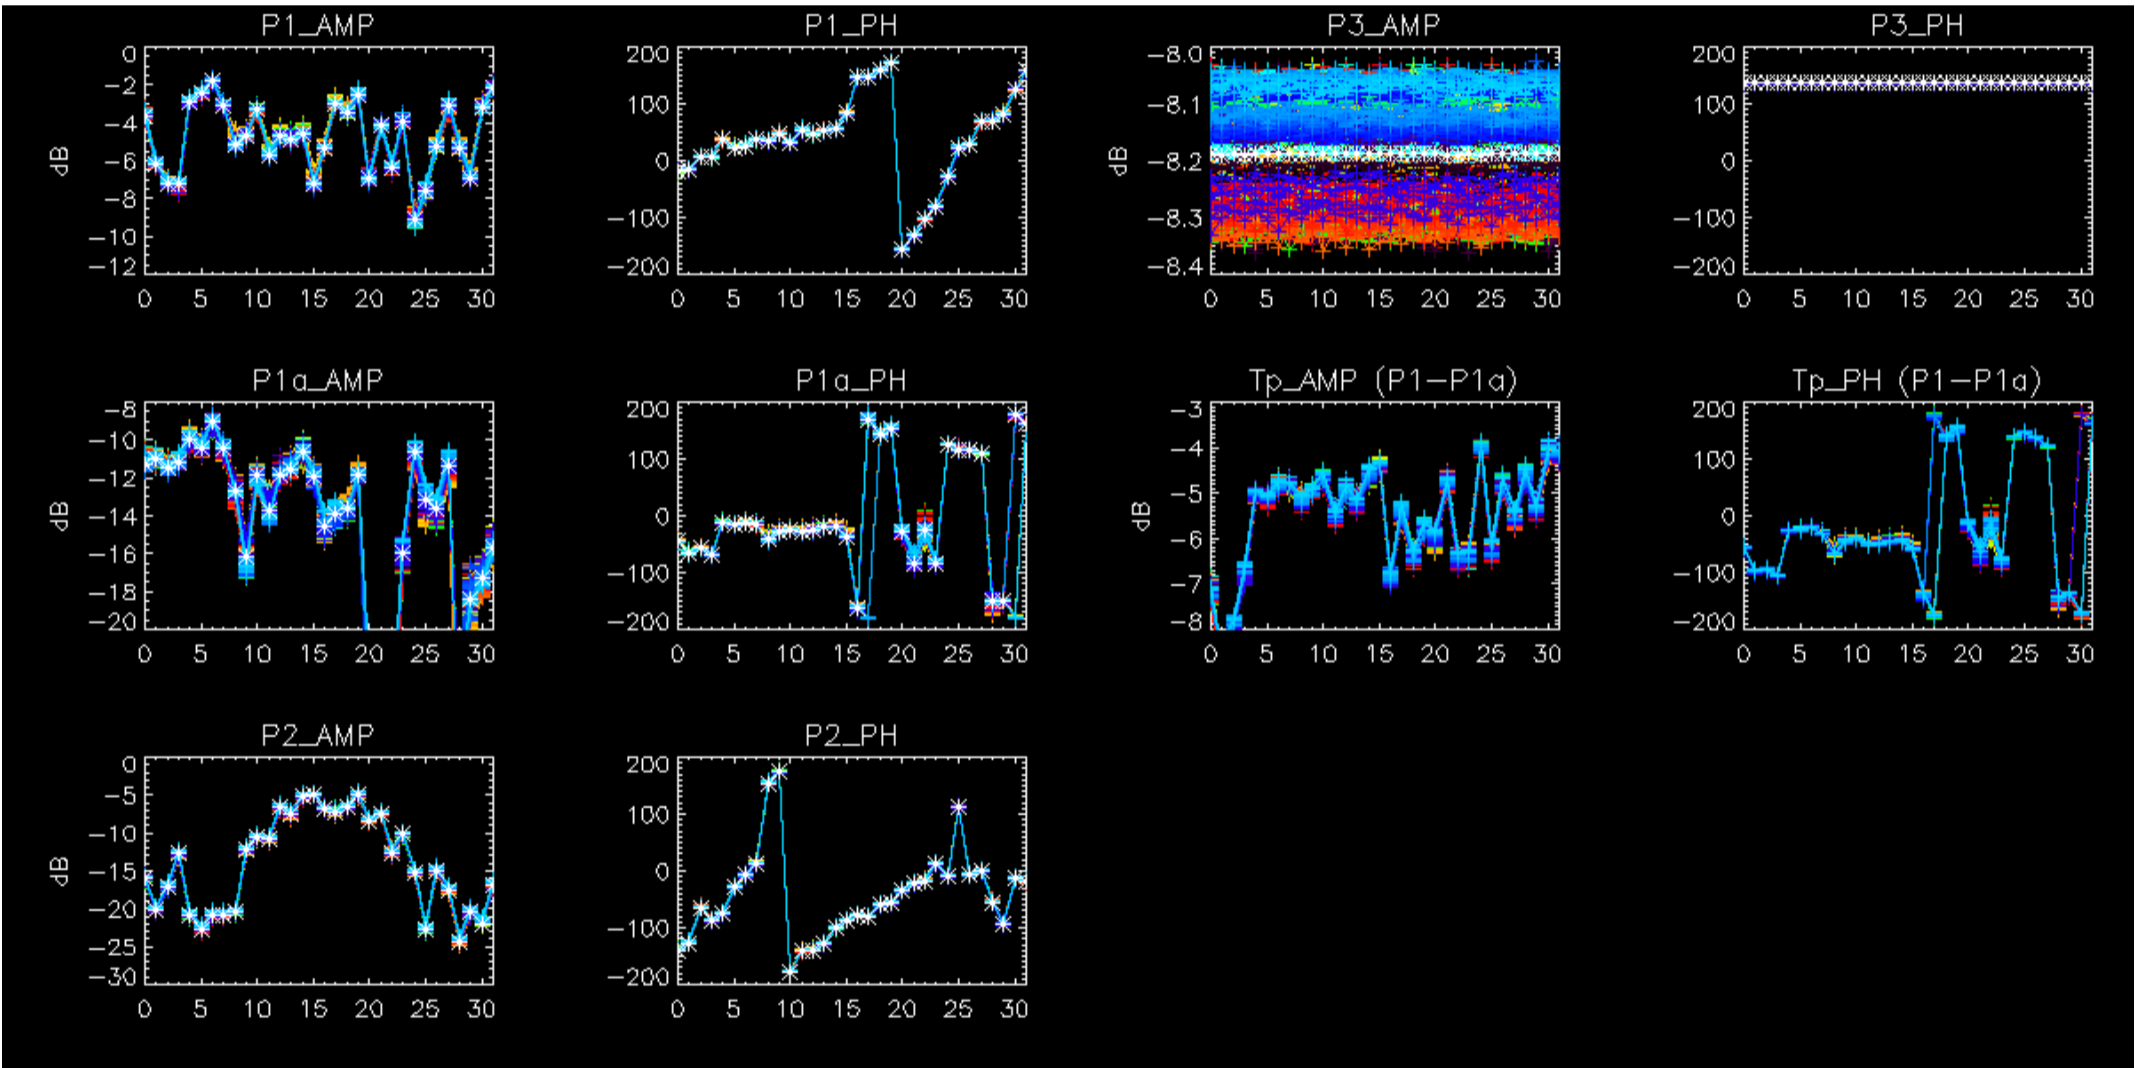 P1_AMP P1_PH P3_AMP P3_PH
0 200 −8.0 200
−2
−4 100 −8.1 100
dB −6 0 dB −8.2 0
−8
−10 −100 −8.3 −100
−12 −200 −8.4 −200
0 5 10 15 20 25 30 0 5 10 15 20 25 30 0 5 10 15 20 25 30 0 5 10 15 20 25 30
P1a_AMP P1a_PH Tp_AMP (P1−P1a) Tp_PH (P1−P1a)
−8 200 −3 200
−10 100 −4 100
−12
dB −14 0 dB −5 0
−16 −100 −6 −100
−18 −7
−20 −200 −8 −200
0 5 10 15 20 25 30 0 5 10 15 20 25 30 0 5 10 15 20 25 30 0 5 10 15 20 25 30
P2_AMP P2_PH
0 200
−5 100
−10
dB −15 0
−20 −100
−25
−30 −200
0 5 10 15 20 25 30 0 5 10 15 20 25 30